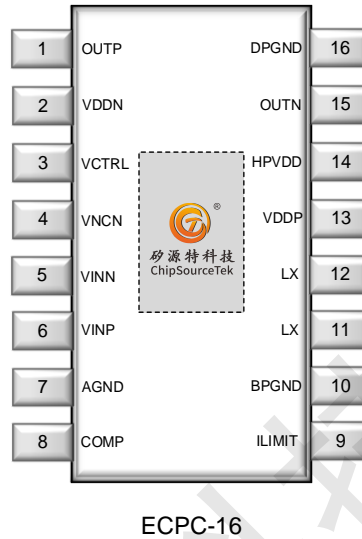 1 OUTP DPGND 16
2 VDDN OUTN 15
3 VCTRL HPVDD 14
4 VNCN VDDP 13
5 VINN LX 12
6 VINP LX 11
7 AGND BPGND 10
8 COMP ILIMIT 9
®
矽源特科技
ChipSourceTek
ECPC-16